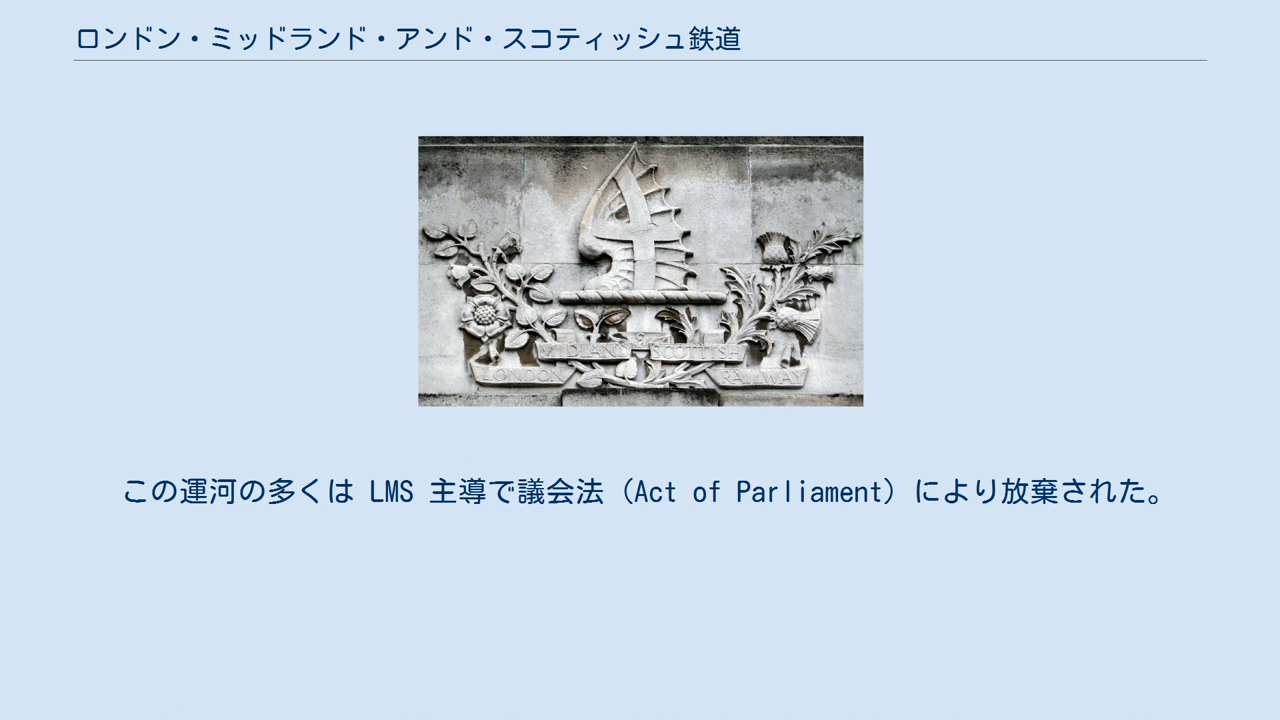 ロンドン・ミッドランド・アンド・スコティッシュ鉄道
MIDLAND & SCOTTISH
LONDON RAILWAY
この運河の多くは LMS 主導で議会法（Act of Parliament）により放棄された。